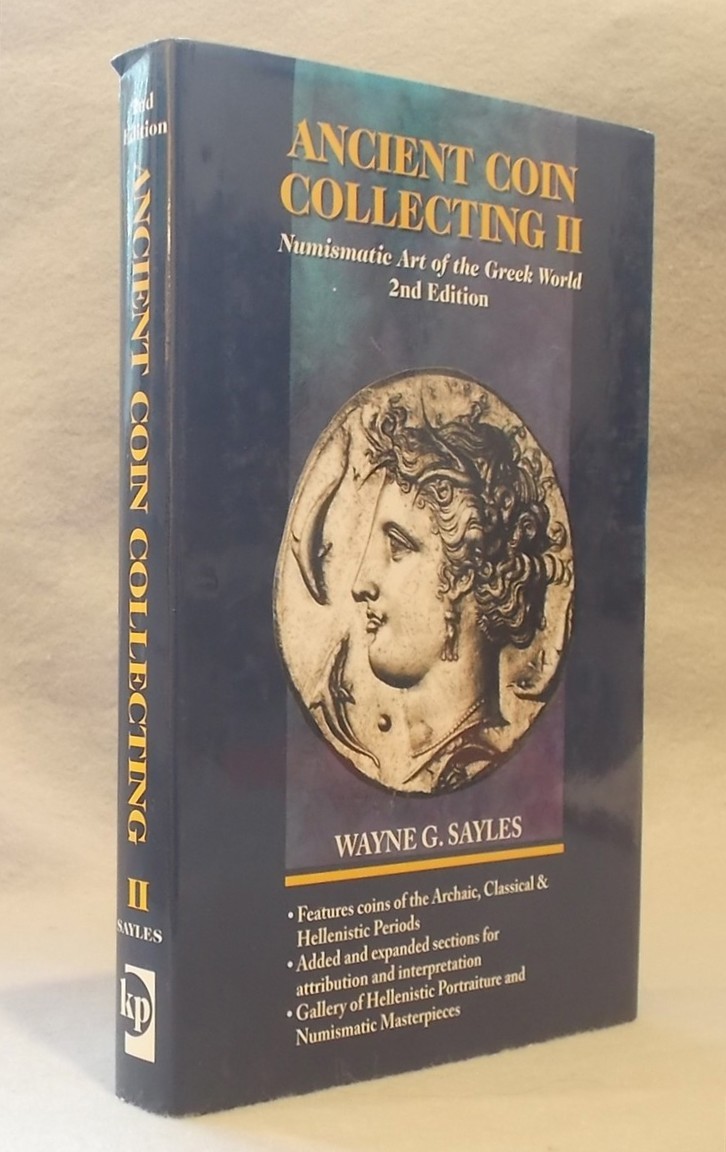 2nd
Edition
ANCIENT COIN COLLECTING
II
SAYLES
kp
ANCIENT COIN
COLLECTING II
Numismatic Art of the Greek World
2nd Edition
WAYNE G. SAYLES
• Features coins of the Archaic, Classical &
Hellenistic Periods
• Added and expanded sections for
attribution and interpretation
• Gallery of Hellenistic Portraiture and
Numismatic Masterpieces